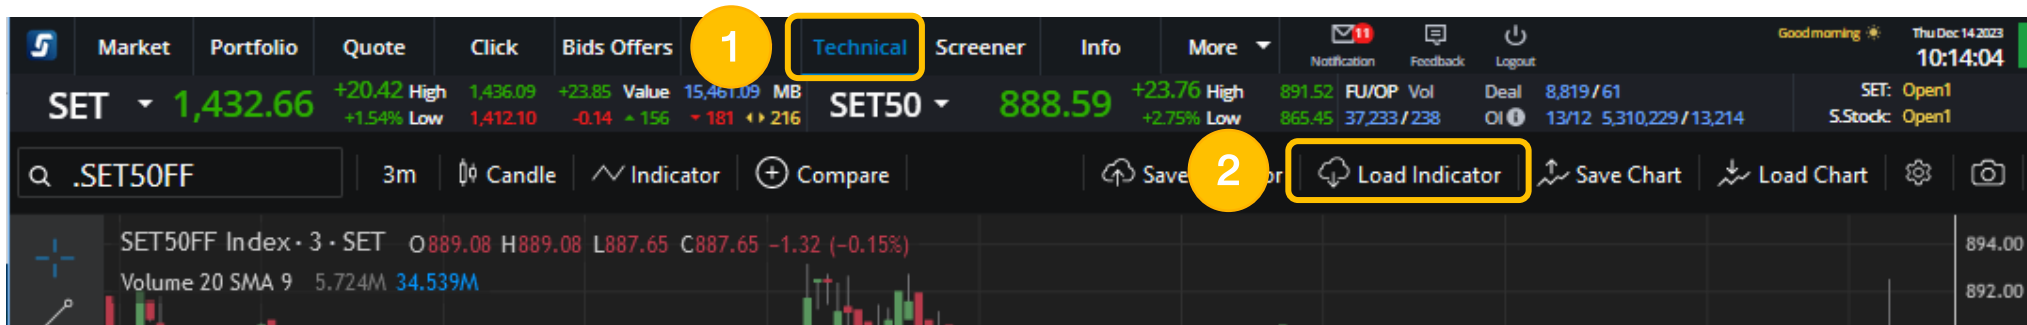 Market Portfolio Quote Click Bids Offers 1 Technical Screener Info More 11 Notification Feedback Logout Good morning Thu Dec 14 2023 10:14:04
SET 1,432.66 +20.42 High 1,436.09 +23.85 Value 15,461.09 MB SET50 888.59 +23.76 High 891.52 FU/OP Vol Deal 8,819 / 61 SET: Open1
+1.54% Low 1,412.10 -0.14 156 181 216 +2.75% Low 865.45 37,233 / 238 OI 13/12 5,310,229 / 13,214 S.Stock: Open1
.SET50FF 3m Candle Indicator Compare Save 2 or Load Indicator Save Chart Load Chart
SET50FF Index · 3 · SET O889.08 H889.08 L887.65 C887.65 −1.32 (−0.15%) 894.00
Volume 20 SMA 9 5.724M 34.539M 892.00